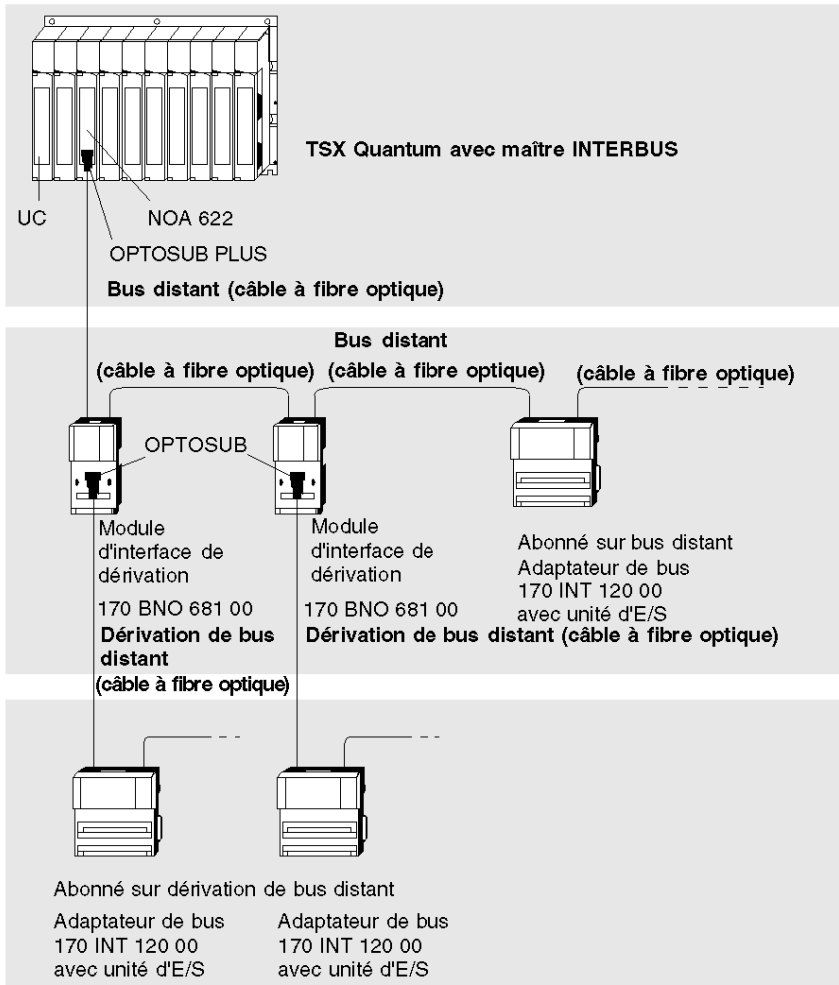 TSX Quantum avec maître INTERBUS
UC
NOA 622
OPTOSUB PLUS
Bus distant (câble à fibre optique)
Bus distant
(câble à fibre optique) (câble à fibre optique) (câble à fibre optique)
OPTOSUB
Module
d'interface de
dérivation
170 BNO 681 00
Dérivation de bus
distant
(câble à fibre optique)
Module
d'interface de
dérivation
170 BNO 681 00
Dérivation de bus distant (câble à fibre optique)
Abonné sur bus distant
Adaptateur de bus
170 INT 120 00
avec unité d'E/S
Abonné sur dérivation de bus distant
Adaptateur de bus
170 INT 120 00
avec unité d'E/S
Adaptateur de bus
170 INT 120 00
avec unité d'E/S